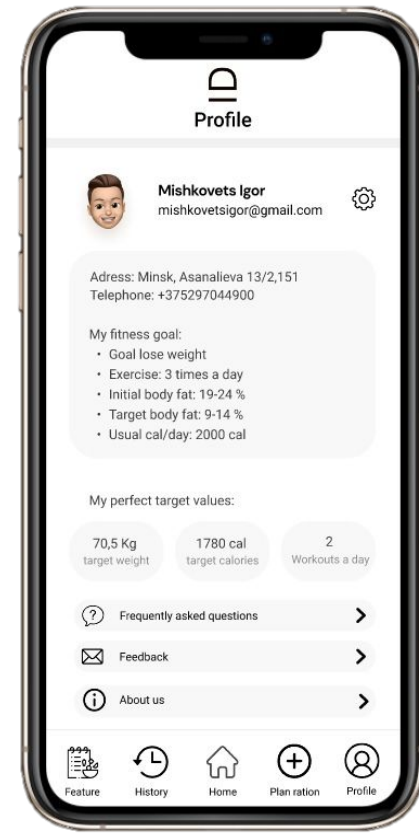 Profile
Mishkovets Igor
mishkovetsigor@gmail.com
Adress: Minsk, Asanalieva 13/2,151
Telephone: +375297044900
My fitness goal:
• Goal lose weight
• Exercise: 3 times a day
• Initial body fat: 19-24 %
• Target body fat: 9-14 %
• Usual cal/day: 2000 cal
My perfect target values:
70,5 Kg
target weight
1780 cal
target calories
2
Workouts a day
Frequently asked questions
Feedback
About us
Feature
History
Home
Plan ration
Profile